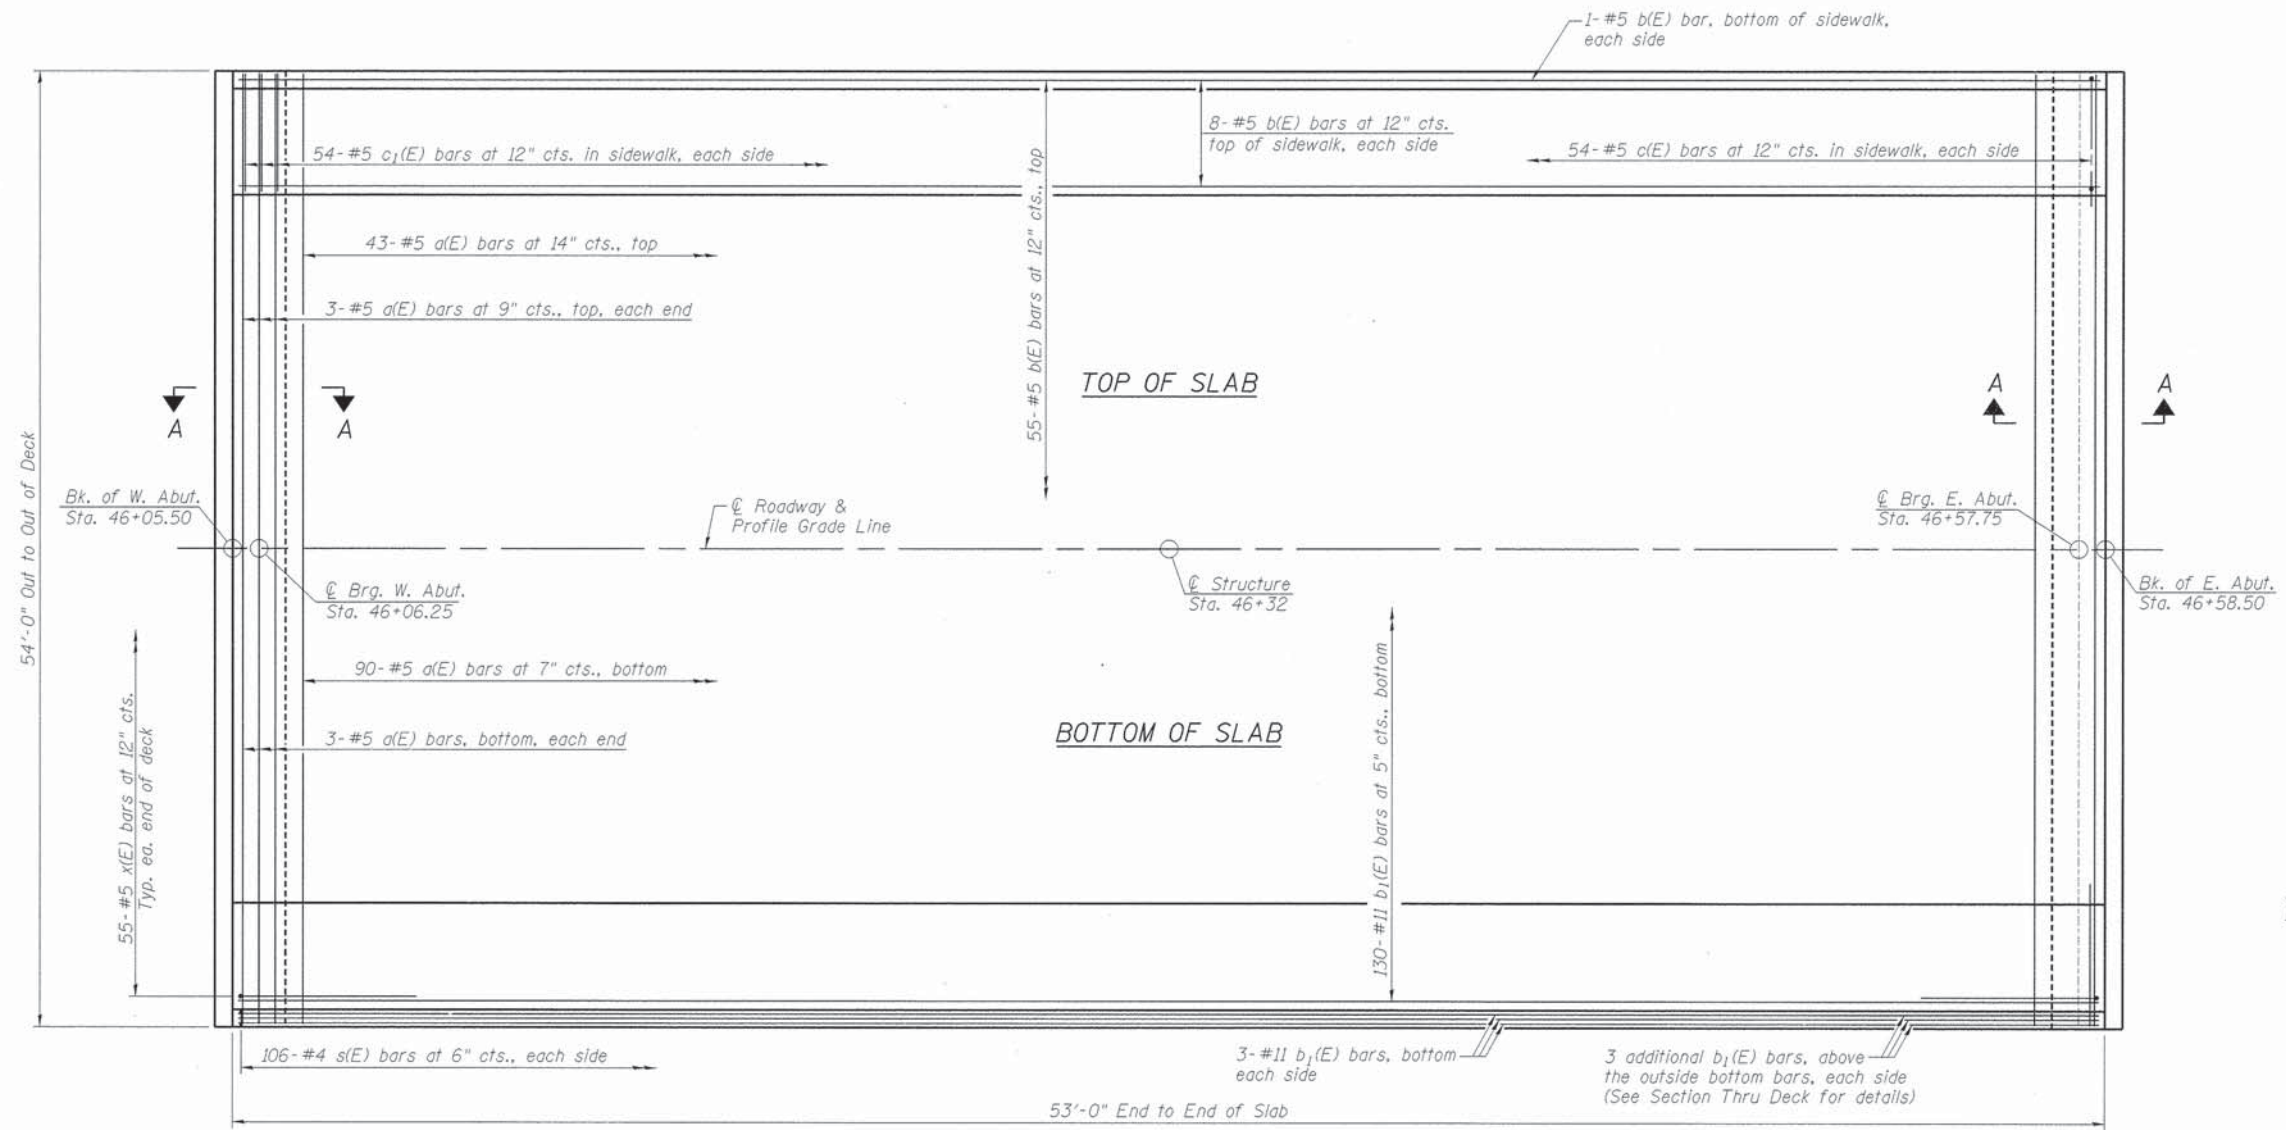 1-#5 b(E) bar, bottom of sidewalk,
each side
8-#5 b(E) bars at 12" cts.
top of sidewalk, each side
54-#5 c₁(E) bars at 12" cts. in sidewalk, each side
54-#5 c(E) bars at 12" cts. in sidewalk, each side
55-#5 b(E) bars at 12" cts., top
43-#5 a(E) bars at 14" cts., top
3-#5 a(E) bars at 9" cts., top, each end
TOP OF SLAB
A
A
A
A
54'-0" Out to Out of Deck
Bk. of W. Abut.
Sta. 46+05.50
℄ Roadway &
Profile Grade Line
℄ Brg. E. Abut.
Sta. 46+57.75
℄ Brg. W. Abut.
Sta. 46+06.25
℄ Structure
Sta. 46+32
Bk. of E. Abut.
Sta. 46+58.50
90-#5 a(E) bars at 7" cts., bottom
3-#5 a(E) bars, bottom, each end
BOTTOM OF SLAB
55-#5 x(E) bars at 12" cts.
Typ. ea. end of deck
130-#11 b₁(E) bars at 5" cts., bottom
106-#4 s(E) bars at 6" cts., each side
3-#11 b₁(E) bars, bottom
each side
3 additional b₁(E) bars, above
the outside bottom bars, each side
(See Section Thru Deck for details)
53'-0" End to End of Slab